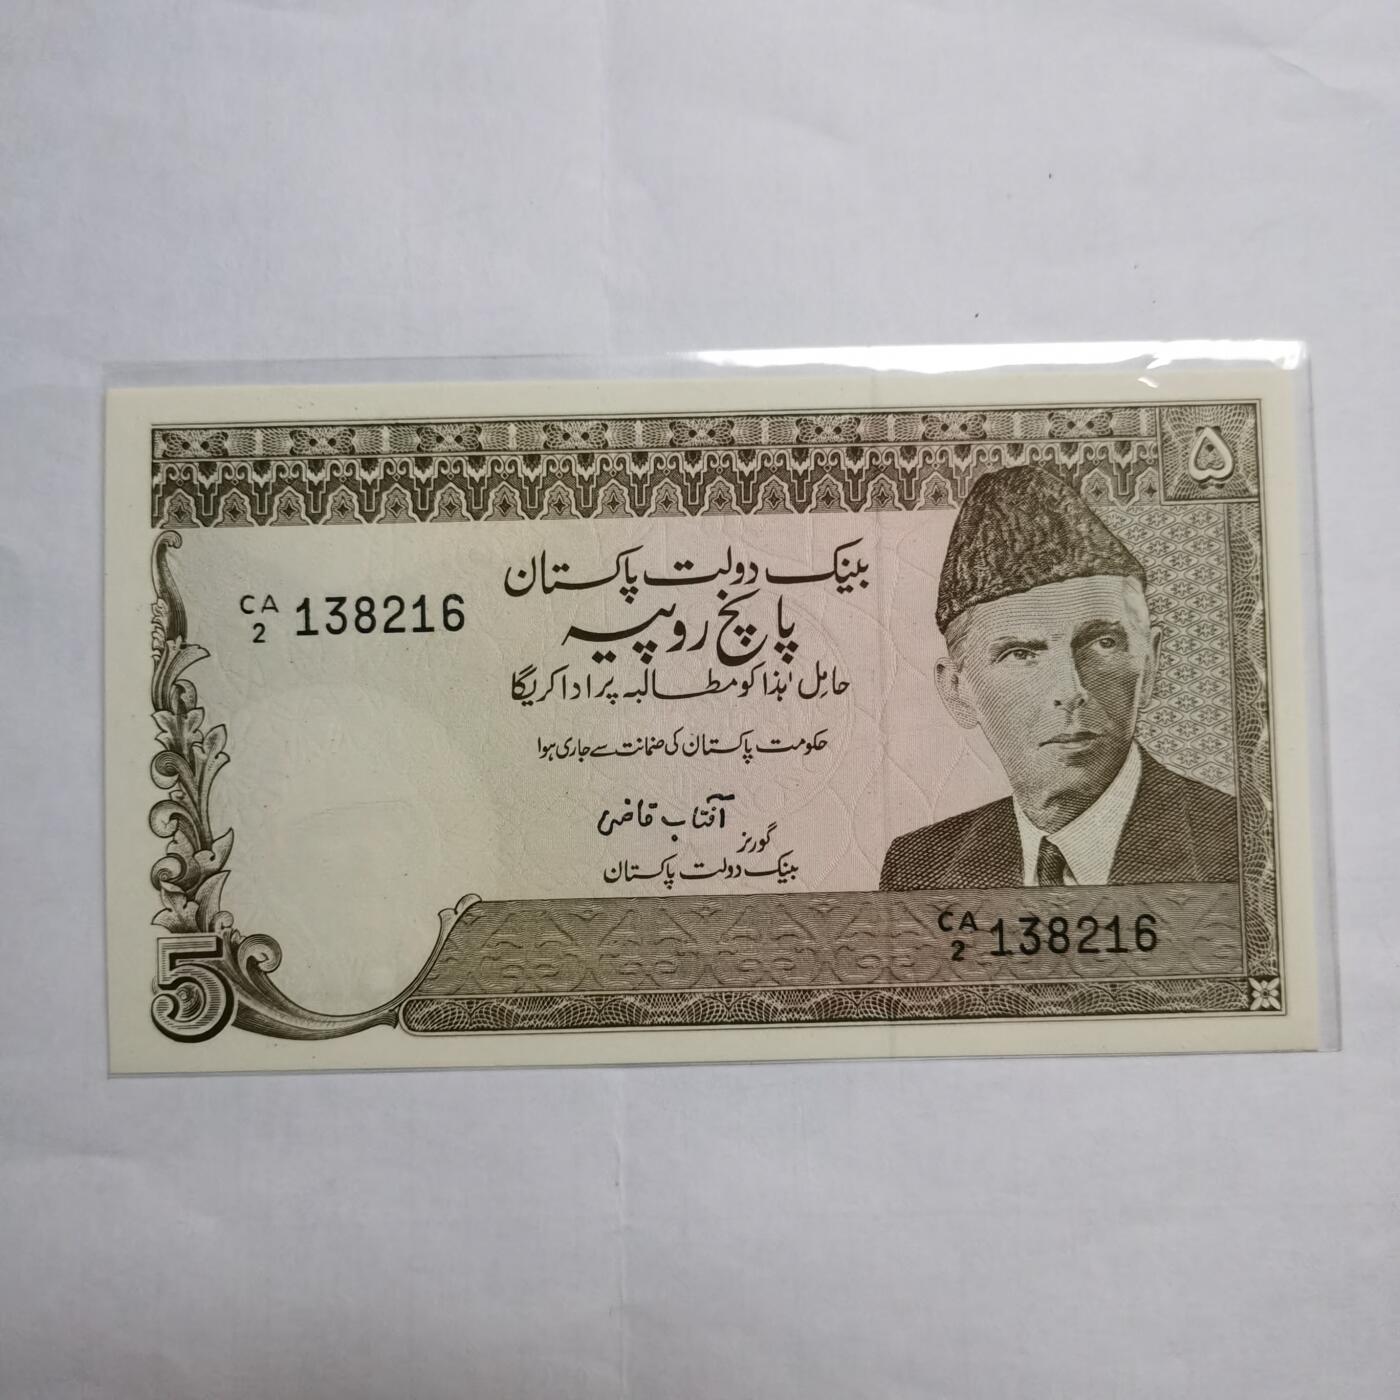 ۵
بینک دولت پاکستان
پانچ روپیہ
CA
2 138216
حامل ٰہذا کو مطالبہ پر ادا کریگا
حکومت پاکستان کی ضمانت سے جاری ہوا
آفتاب قاضی
گورنر
بینک دولت پاکستان
CA
2 138216
5